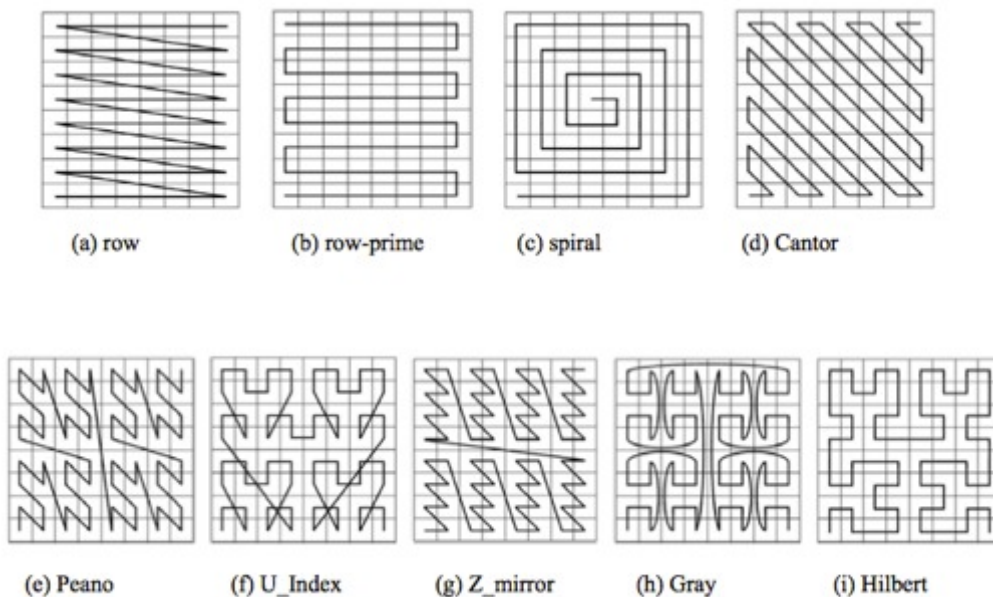 (a) row (b) row-prime (c) spiral (d) Cantor
(e) Peano (f) U_Index (g) Z_mirror (h) Gray (i) Hilbert